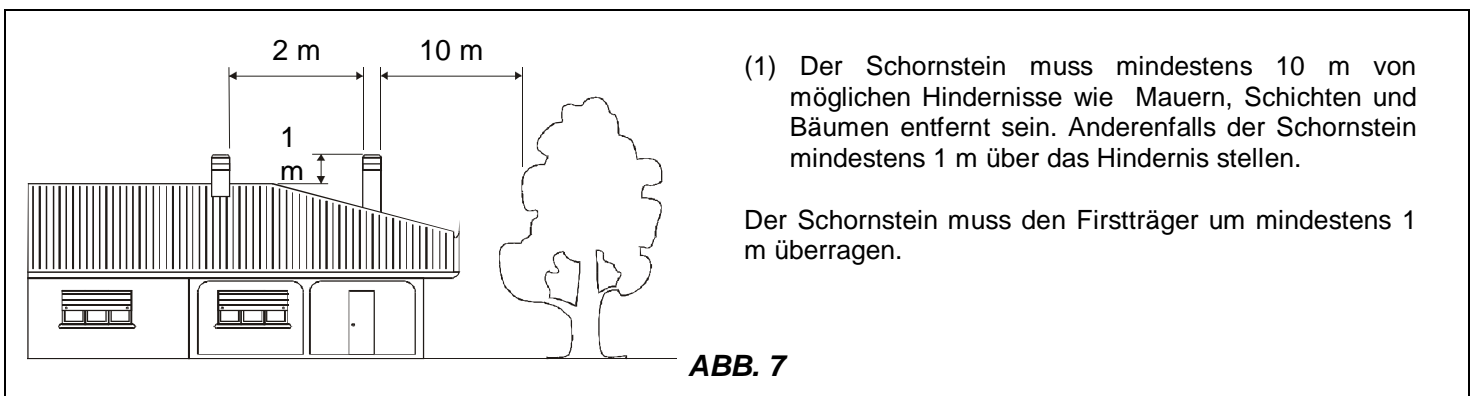 2 m
10 m
1
m
(1) Der Schornstein muss mindestens 10 m von
möglichen Hindernisse wie Mauern, Schichten und
Bäumen entfernt sein. Anderenfalls der Schornstein
mindestens 1 m über das Hindernis stellen.
Der Schornstein muss den Firstträger um mindestens 1
m überragen.
ABB. 7